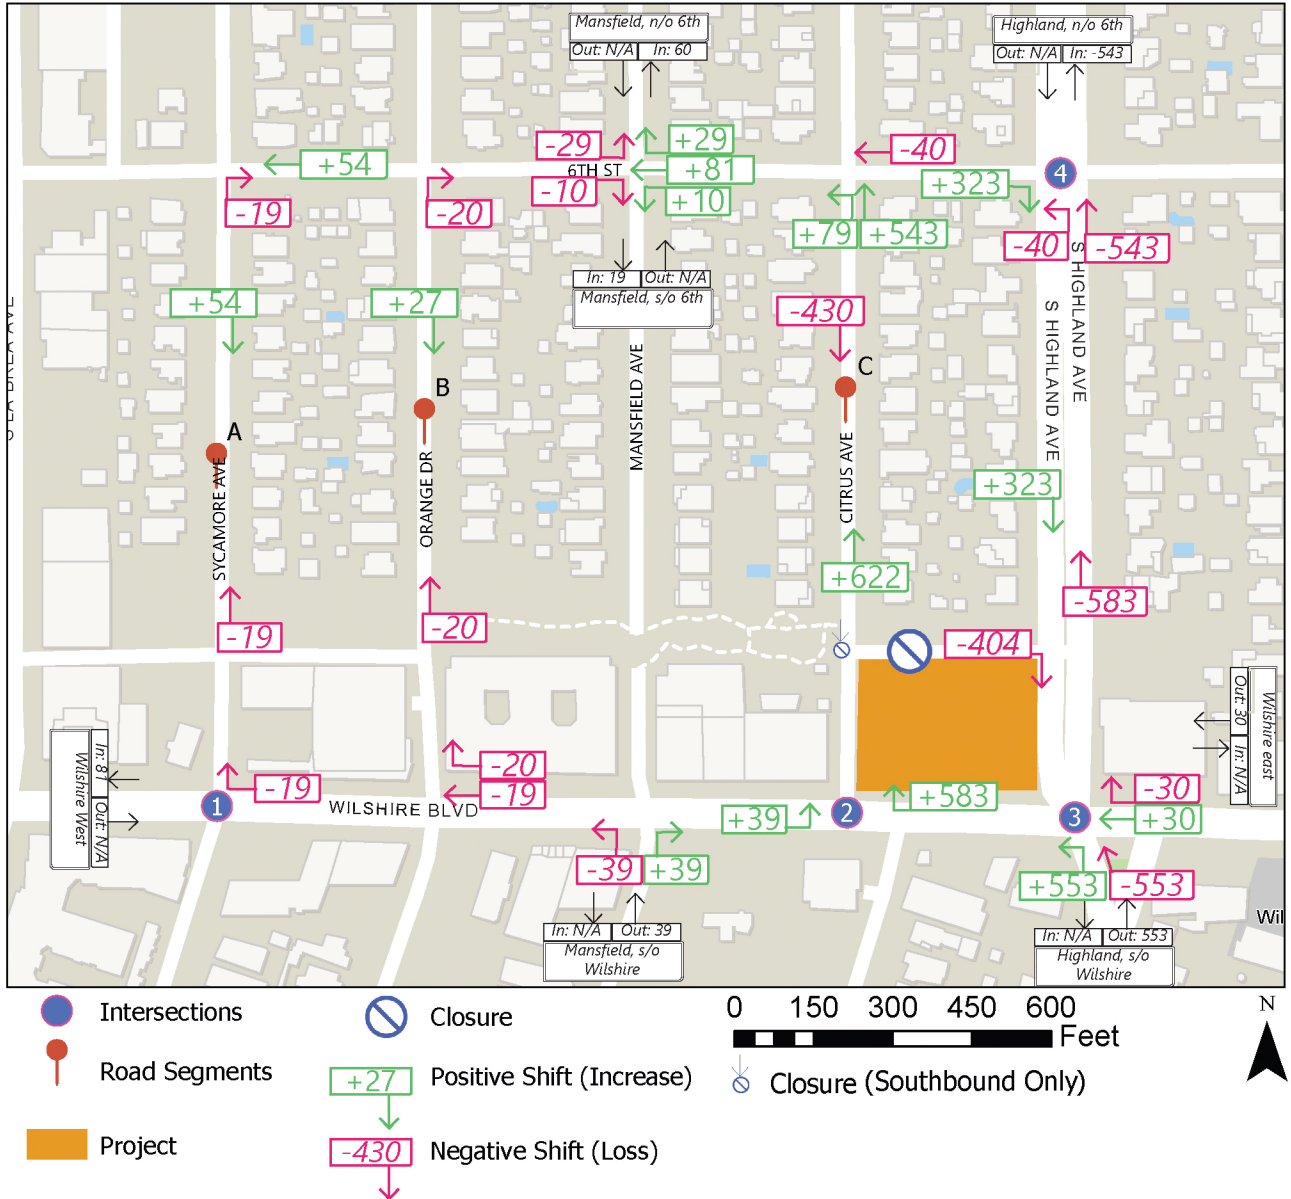 Mansfield, n/o 6th
Out: N/A In: 60
Highland, n/o 6th
Out: N/A In: -543
-29
+29
-40
+54
6TH ST
+81
4
-10
+10
+323
-19
-20
+79
+543
-40
-543
In: 19 Out: N/A
Mansfield, s/o 6th
+54
+27
-430
S HIGHLAND AVE
S HIGHLAND AVE
MANSFIELD AVE
C
B
A
SYCAMORE AVE
ORANGE DR
CITRUS AVE
+323
+622
-583
-19
-20
-404
Wilshire east
Out: 30 In: N/A
Wilshire West
In: 81 Out: N/A
-20
-19
-19
1
WILSHIRE BLVD
+39
2
+583
3
-30
+30
-39
+39
+553
-553
In: N/A Out: 39
Mansfield, s/o
Wilshire
In: N/A Out: 553
Highland, s/o
Wilshire
Wil
Intersections
Road Segments
Project
Closure
+27
Positive Shift (Increase)
-430
Negative Shift (Loss)
0 150 300 450 600
Feet
Closure (Southbound Only)
N